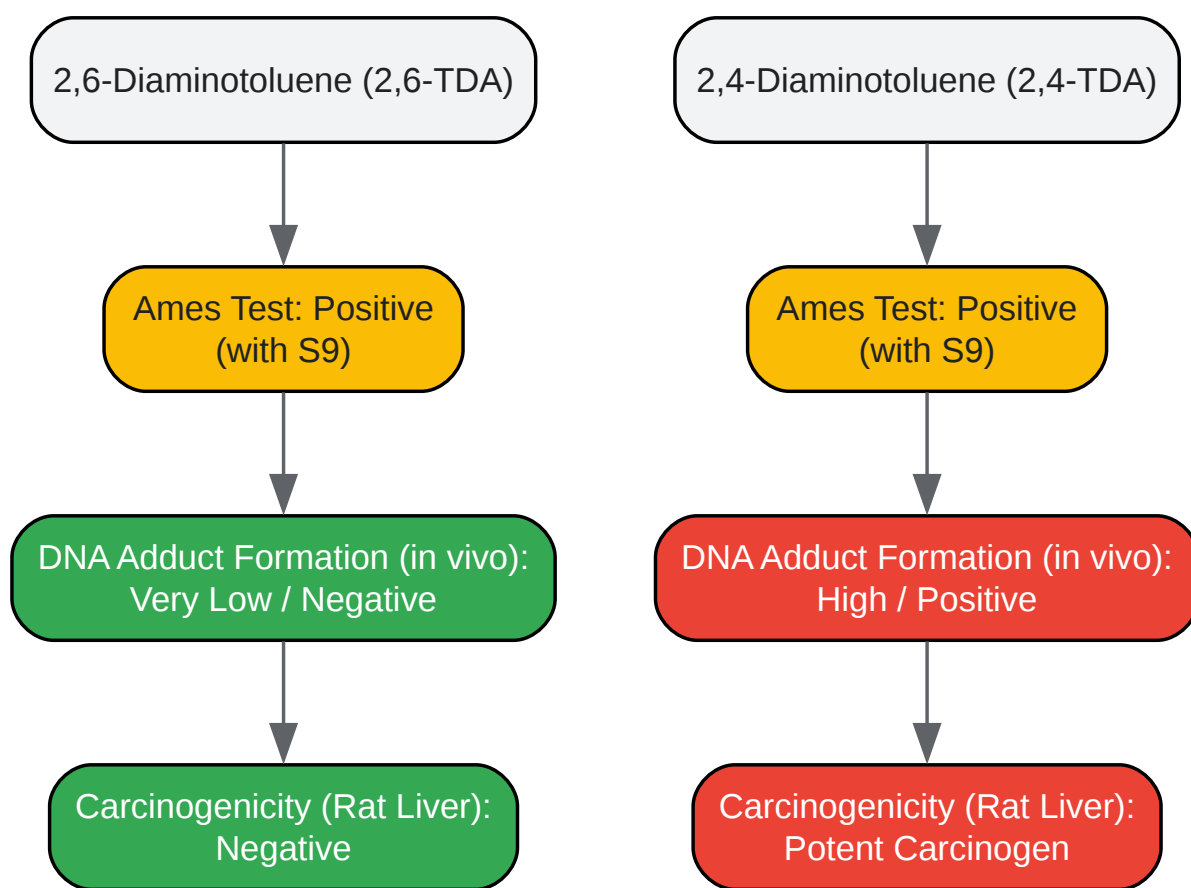 2,6-Diaminotoluene (2,6-TDA)
Ames Test: Positive
(with S9)
DNA Adduct Formation (in vivo):
Very Low / Negative
Carcinogenicity (Rat Liver):
Negative
2,4-Diaminotoluene (2,4-TDA)
Ames Test: Positive
(with S9)
DNA Adduct Formation (in vivo):
High / Positive
Carcinogenicity (Rat Liver):
Potent Carcinogen